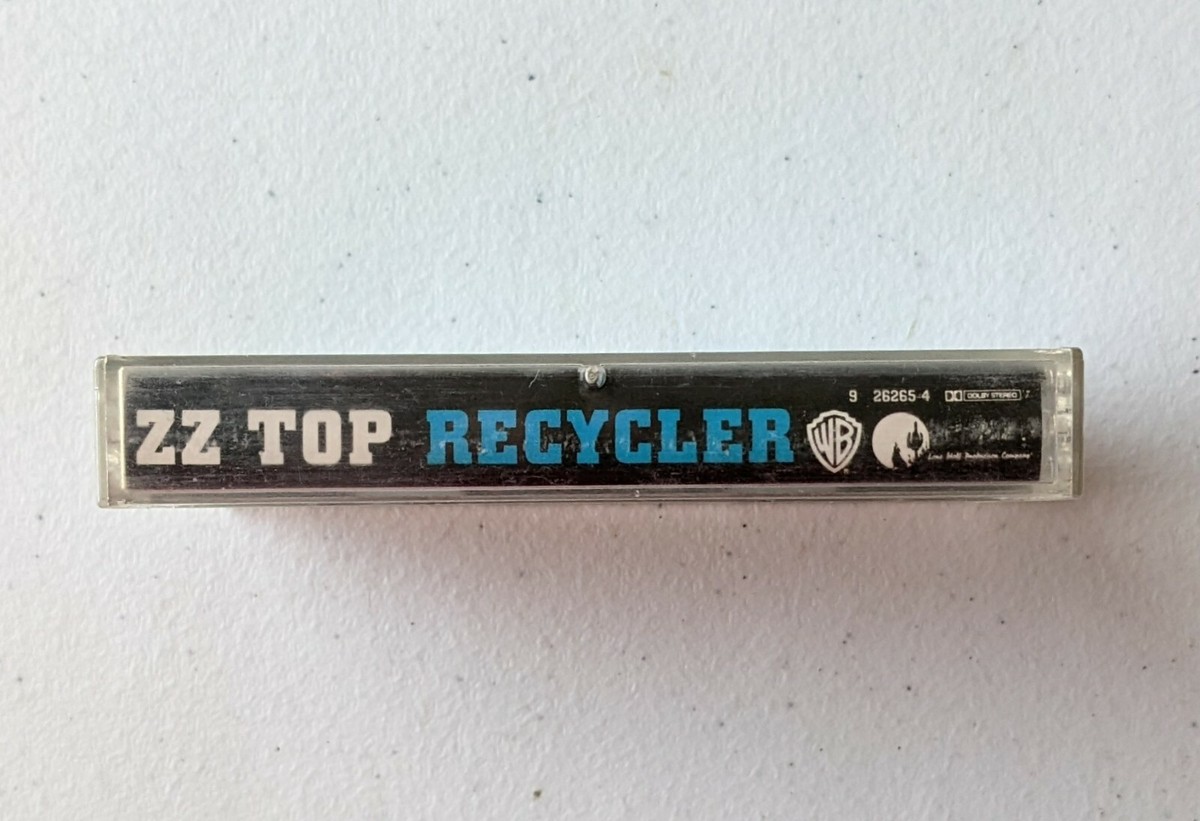 9 26265-4 DOLBY STEREO
ZZ TOP RECYCLER WB
Lone Wolf Production Company